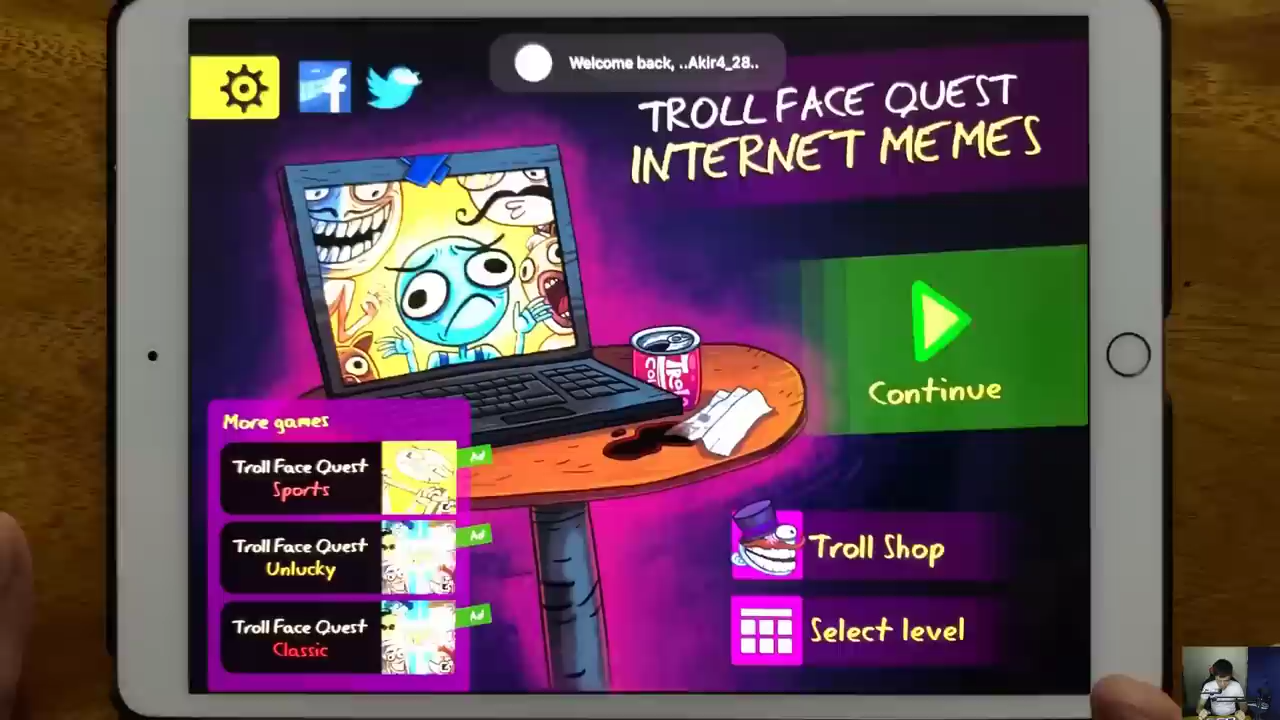 Welcome back, ..Akir4_28..
TROLL FACE QUEST
INTERNET MEMES
Continue
More games
Troll Face Quest
Sports
Ad
Troll Face Quest
Unlucky
Ad
Troll Face Quest
Classic
Ad
Troll Shop
Select level